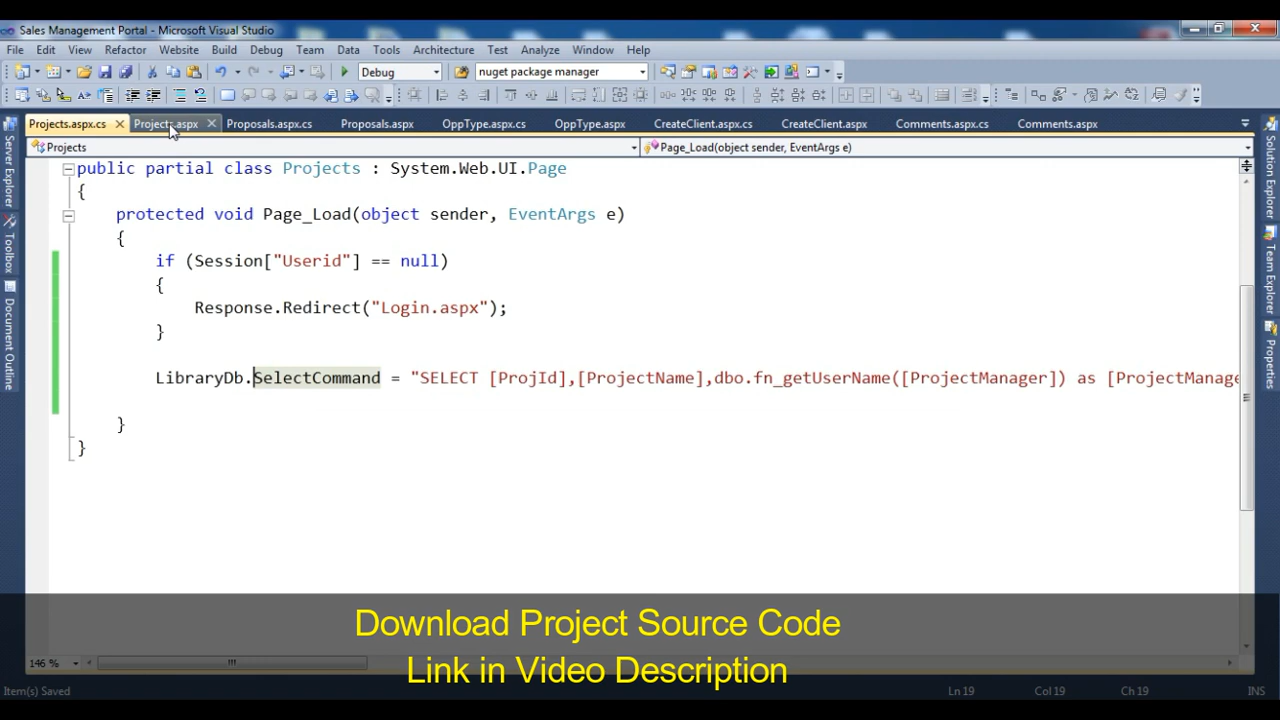 Sales Management Portal - Microsoft Visual Studio
File Edit View Refactor Website Build Debug Team Data Tools Architecture Test Analyze Window Help
Debug nuget package manager
Projects.aspx.cs Projects.aspx Proposals.aspx.cs Proposals.aspx OppType.aspx.cs OppType.aspx CreateClient.aspx.cs CreateClient.aspx Comments.aspx.cs Comments.aspx
Projects Page_Load(object sender, EventArgs e)
Server Explorer
Toolbox
Document Outline
Solution Explorer
Team Explorer
Properties
public partial class Projects : System.Web.UI.Page
{
protected void Page_Load(object sender, EventArgs e)
{
if (Session["Userid"] == null)
{
Response.Redirect("Login.aspx");
}
LibraryDb.SelectCommand = "SELECT [ProjId],[ProjectName],dbo.fn_getUserName([ProjectManager]) as [ProjectManage
}
}
Download Project Source Code
Link in Video Description
146 %
Item(s) Saved Ln 19 Col 19 Ch 19 INS